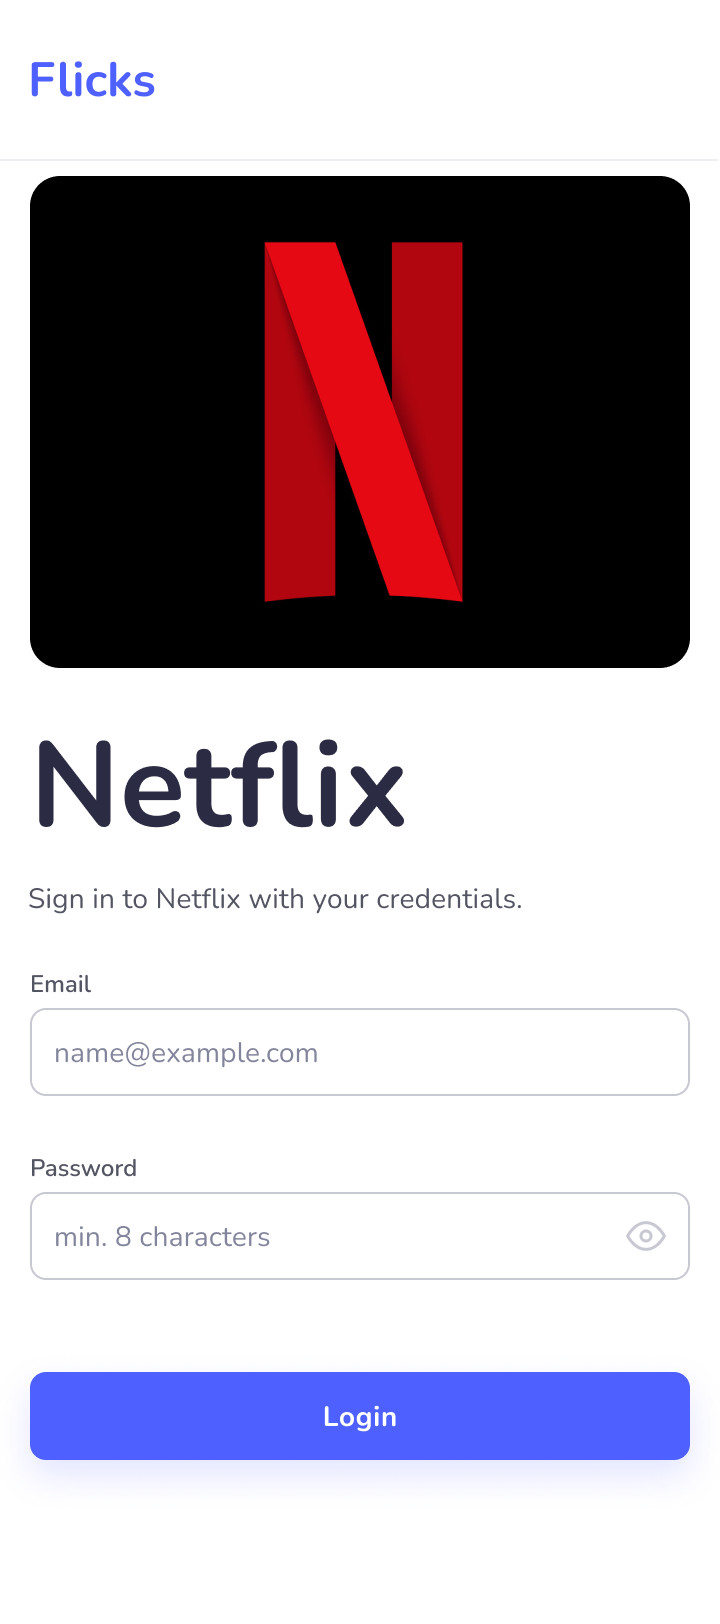 Flicks
Netflix
Sign in to Netflix with your credentials.
Email
name@example.com
Password
min. 8 characters
Login